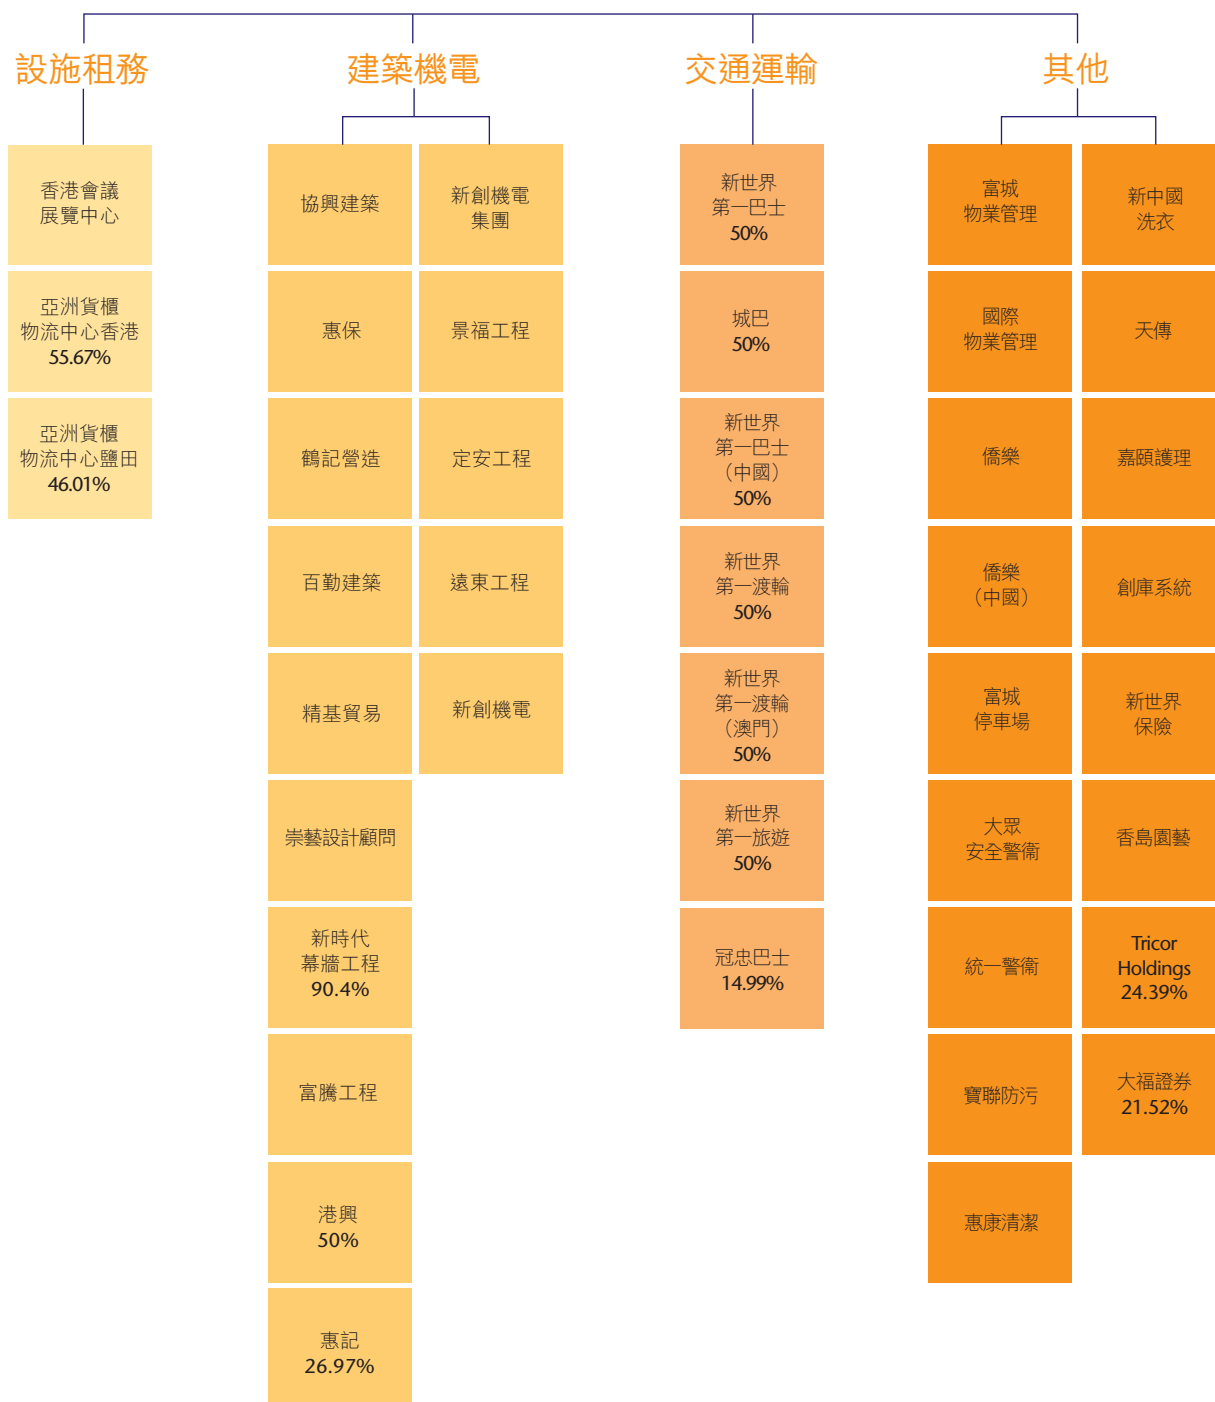 設施租務
香港會議
展覽中心
亞洲貨櫃
物流中心香港
55.67%
亞洲貨櫃
物流中心鹽田
46.01%
建築機電
協興建築
惠保
鶴記營造
百勤建築
精基貿易
崇藝設計顧問
新時代
幕牆工程
90.4%
富騰工程
港興
50%
惠記
26.97%
新創機電
集團
景福工程
定安工程
遠東工程
新創機電
交通運輸
新世界
第一巴士
50%
城巴
50%
新世界
第一巴士
（中國）
50%
新世界
第一渡輪
50%
新世界
第一渡輪
（澳門）
50%
新世界
第一旅遊
50%
冠忠巴士
14.99%
其他
富城
物業管理
國際
物業管理
僑樂
僑樂
（中國）
富城
停車場
大眾
安全警衞
統一警衞
寶聯防污
惠康清潔
新中國
洗衣
天傳
嘉頤護理
創庫系統
新世界
保險
香島園藝
Tricor
Holdings
24.39%
大福證券
21.52%